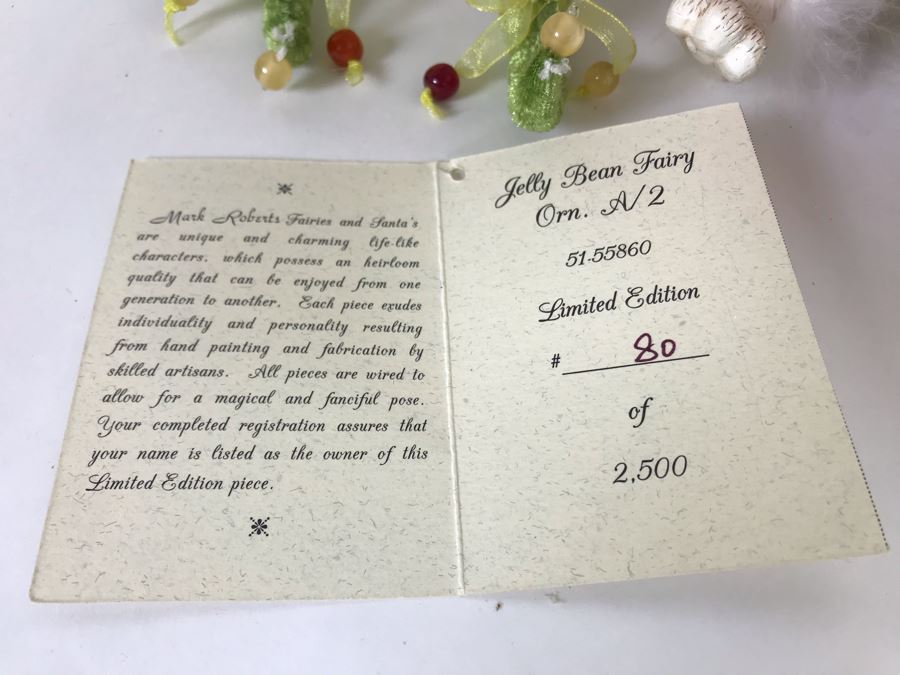 Mark Roberts Fairies and Santa's
are unique and charming life-like
characters, which possess an heirloom
quality that can be enjoyed from one
generation to another. Each piece exudes
individuality and personality resulting
from hand painting and fabrication by
skilled artisans. All pieces are wired to
allow for a magical and fanciful pose.
Your completed registration assures that
your name is listed as the owner of this
Limited Edition piece.
Jelly Bean Fairy
Orn. A/2
51-55860
Limited Edition
# 80
of
2,500